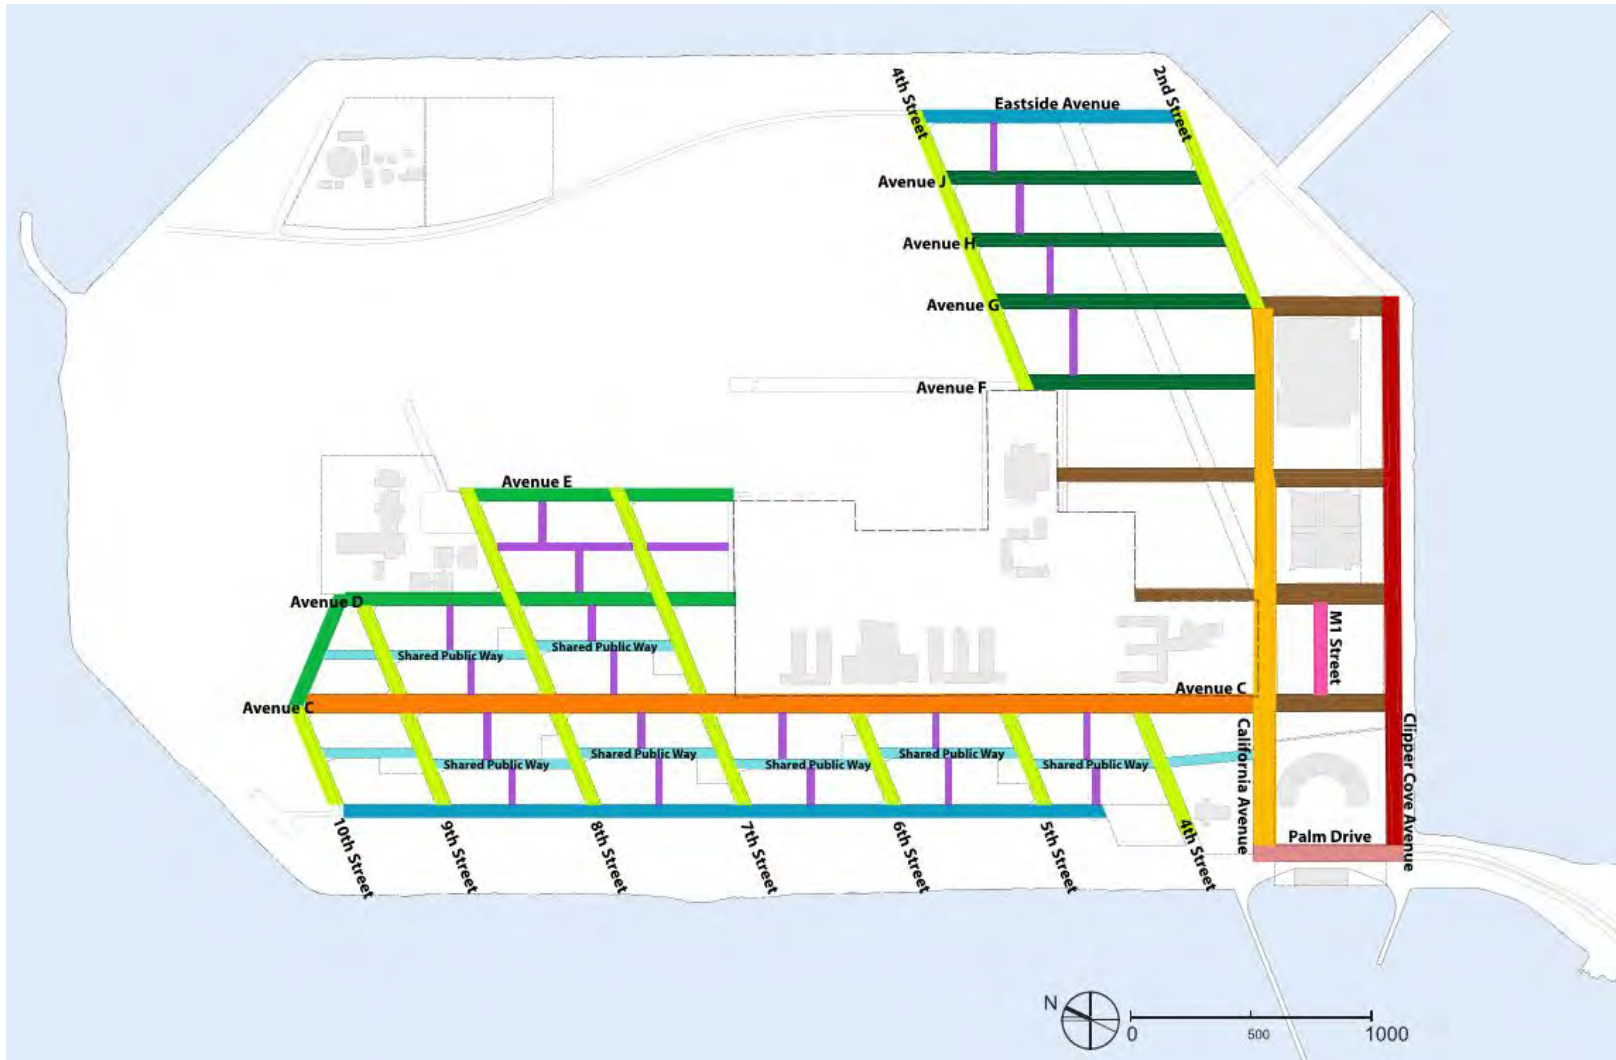 4th Street
Eastside Avenue
2nd Street
Avenue J
Avenue H
Avenue G
Avenue F
Avenue E
Avenue D
Shared Public Way
Shared Public Way
M1 Street
Avenue C
Avenue C
California Avenue
Clipper Cove Avenue
Shared Public Way
Shared Public Way
Shared Public Way
Shared Public Way
Shared Public Way
Palm Drive
10th Street
9th Street
8th Street
7th Street
6th Street
5th Street
4th Street
N
0
500
1000